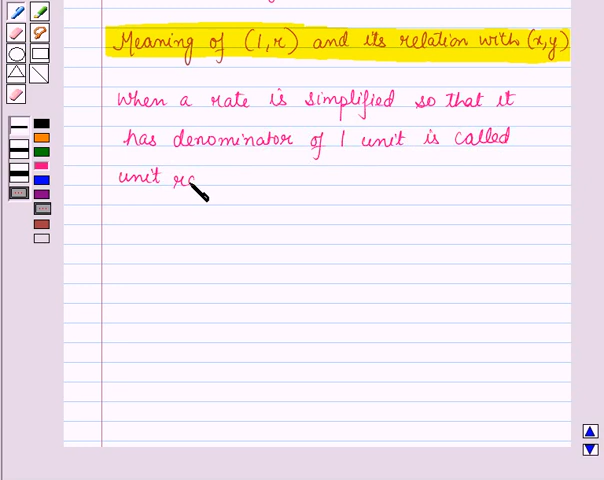 Meaning of (1,r) and its relation with (x,y)
When a rate is simplified so that it
has denominator of 1 unit is called
unit